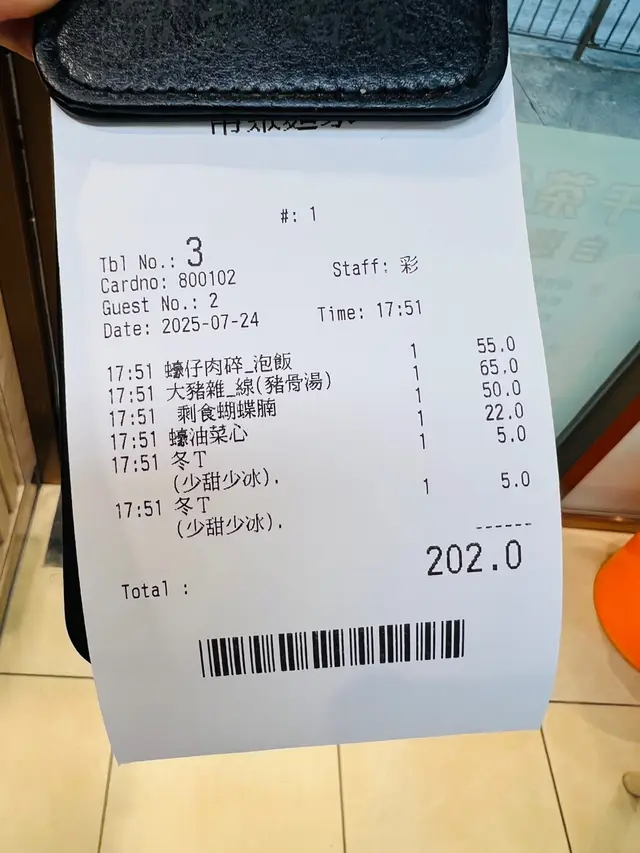 #: 1
Tbl No.: 3
Cardno: 800102
Staff: 彩
Guest No.: 2
Date: 2025-07-24
Time: 17:51
17:51 蠔仔肉碎_泡飯 1 55.0
17:51 大豬雜_線(豬骨湯) 1 65.0
17:51 剩食蝴蝶腩 1 50.0
17:51 蠔油菜心 1 22.0
17:51 冬T 1 5.0
(少甜少冰).
17:51 冬T 1 5.0
(少甜少冰).
------
Total : 202.0